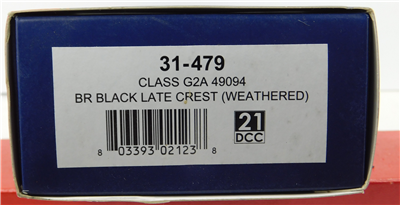 31-479
CLASS G2A 49094
BR BLACK LATE CREST (WEATHERED)
21
DCC
8 03393 02123 8